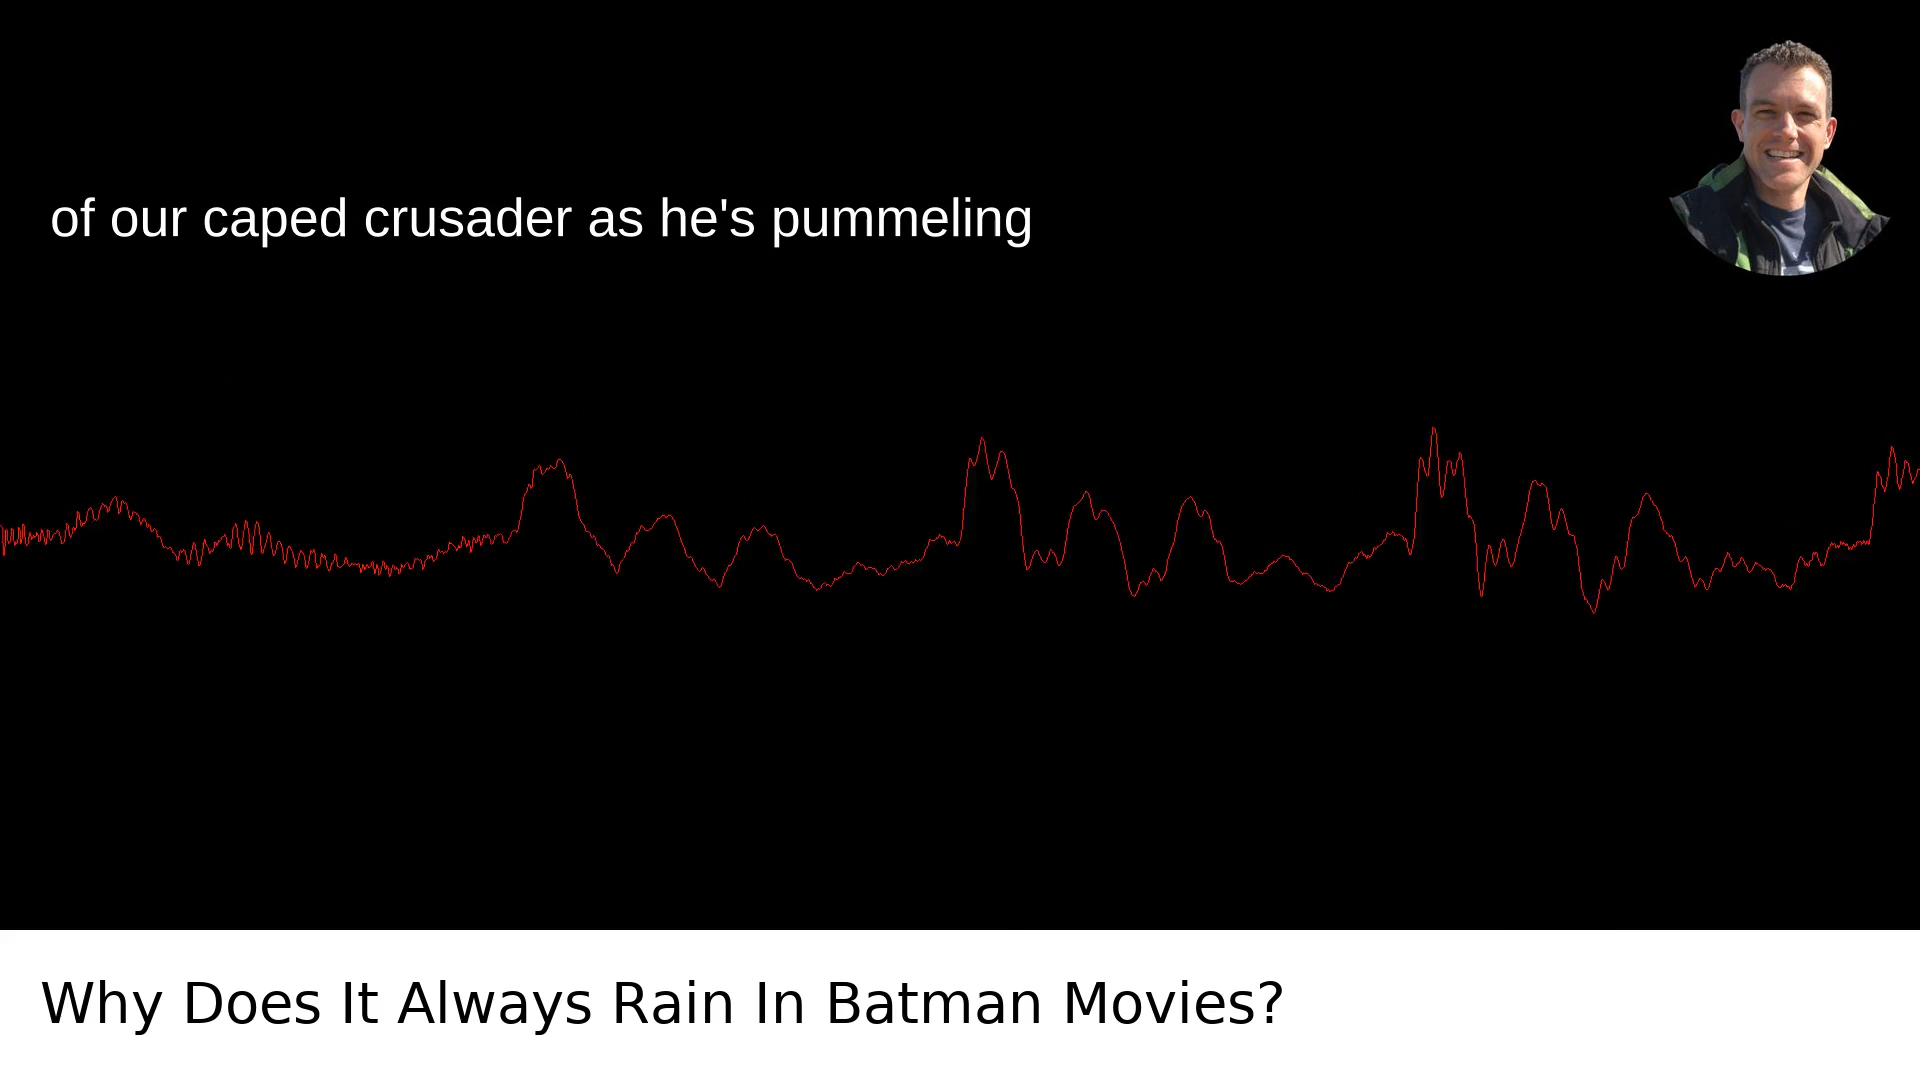 of our caped crusader as he's pummeling
Why Does It Always Rain In Batman Movies?